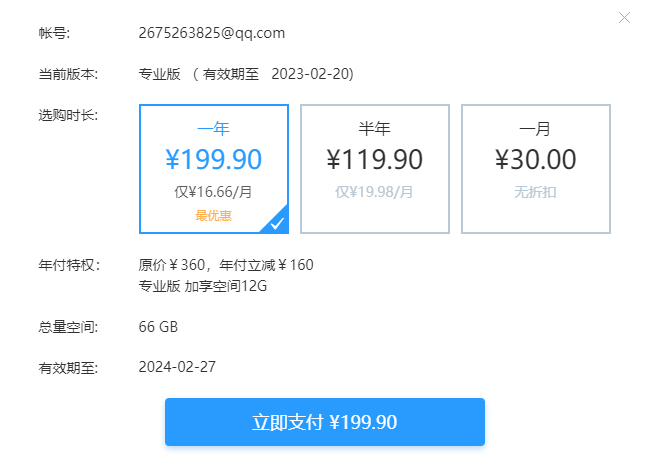 帐号: 2675263825@qq.com
当前版本: 专业版 (有效期至 2023-02-20)
选购时长:
一年 半年 一月
¥199.90 ¥119.90 ¥30.00
仅¥16.66/月 仅¥19.98/月 无折扣
最优惠
年付特权: 原价¥360, 年付立减¥160
专业版 加享空间12G
总量空间: 66 GB
有效期至: 2024-02-27
立即支付 ¥199.90